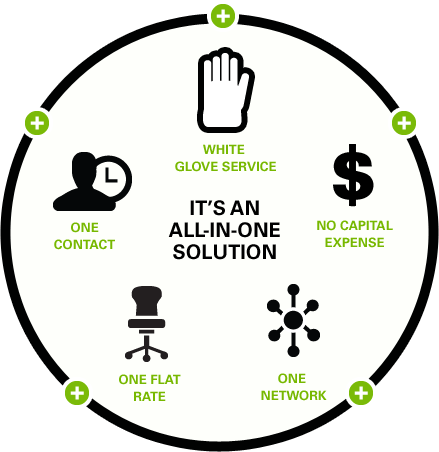 WHITE
GLOVE SERVICE
ONE
CONTACT
IT'S AN
ALL-IN-ONE
SOLUTION
$
NO CAPITAL
EXPENSE
ONE FLAT
RATE
ONE
NETWORK